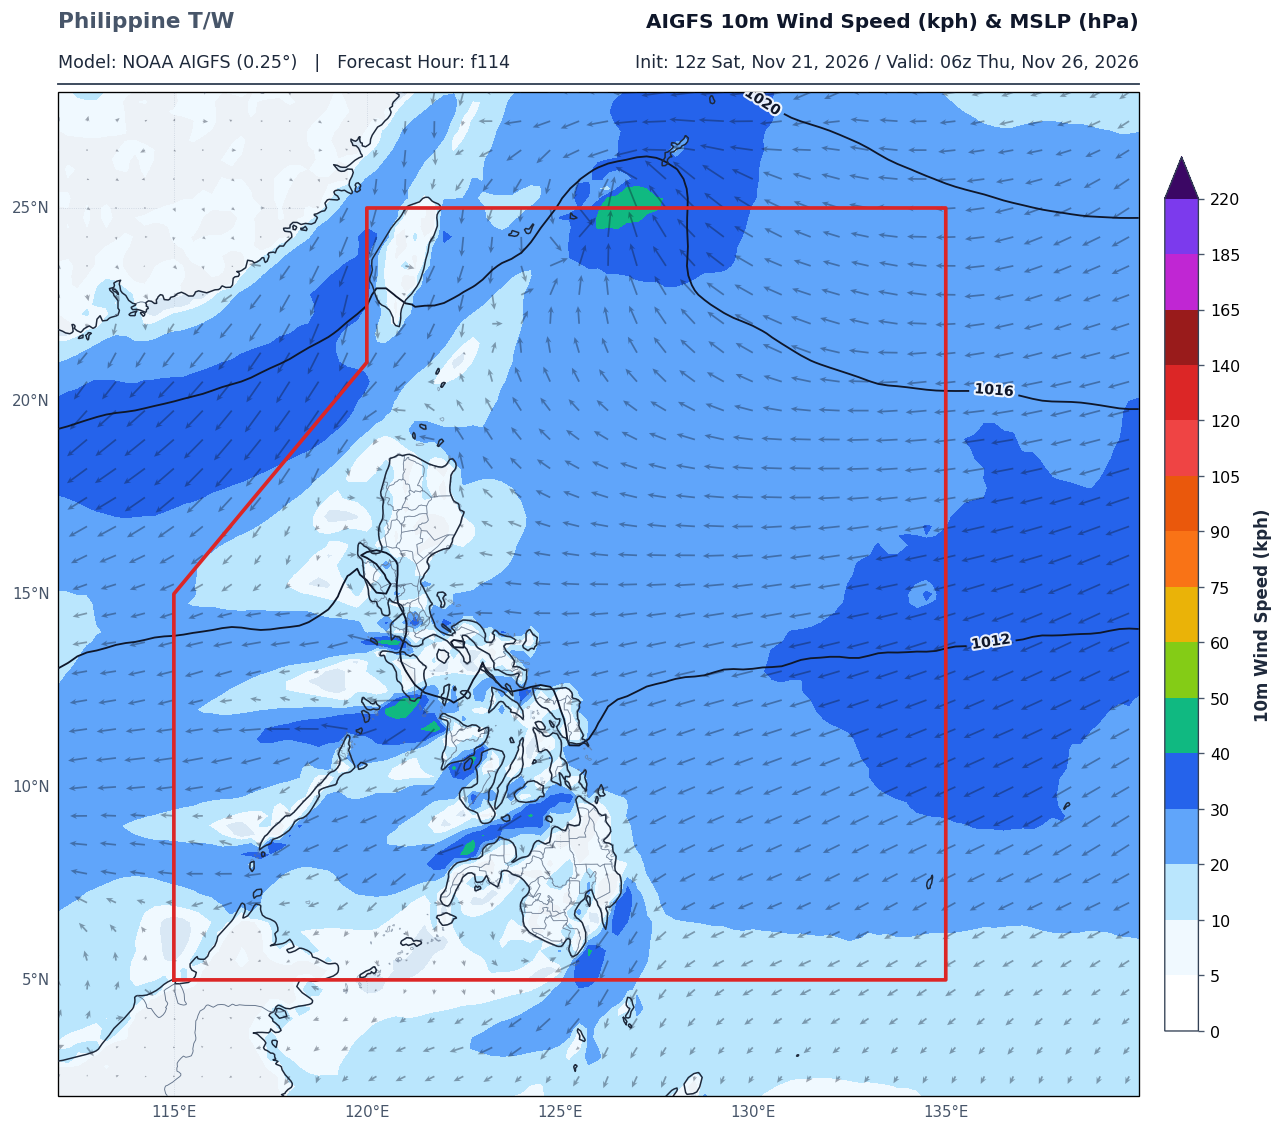 Philippine T/W
AIGFS 10m Wind Speed (kph) & MSLP (hPa)
Model: NOAA AIGFS (0.25°)   |   Forecast Hour: f114
Init: 12z Sat, Nov 21, 2026 / Valid: 06z Thu, Nov 26, 2026
1020
1016
1012
25°N
20°N
15°N
10°N
5°N
115°E
120°E
125°E
130°E
135°E
220
185
165
140
120
105
90
75
60
50
40
30
20
10
5
0
10m Wind Speed (kph)